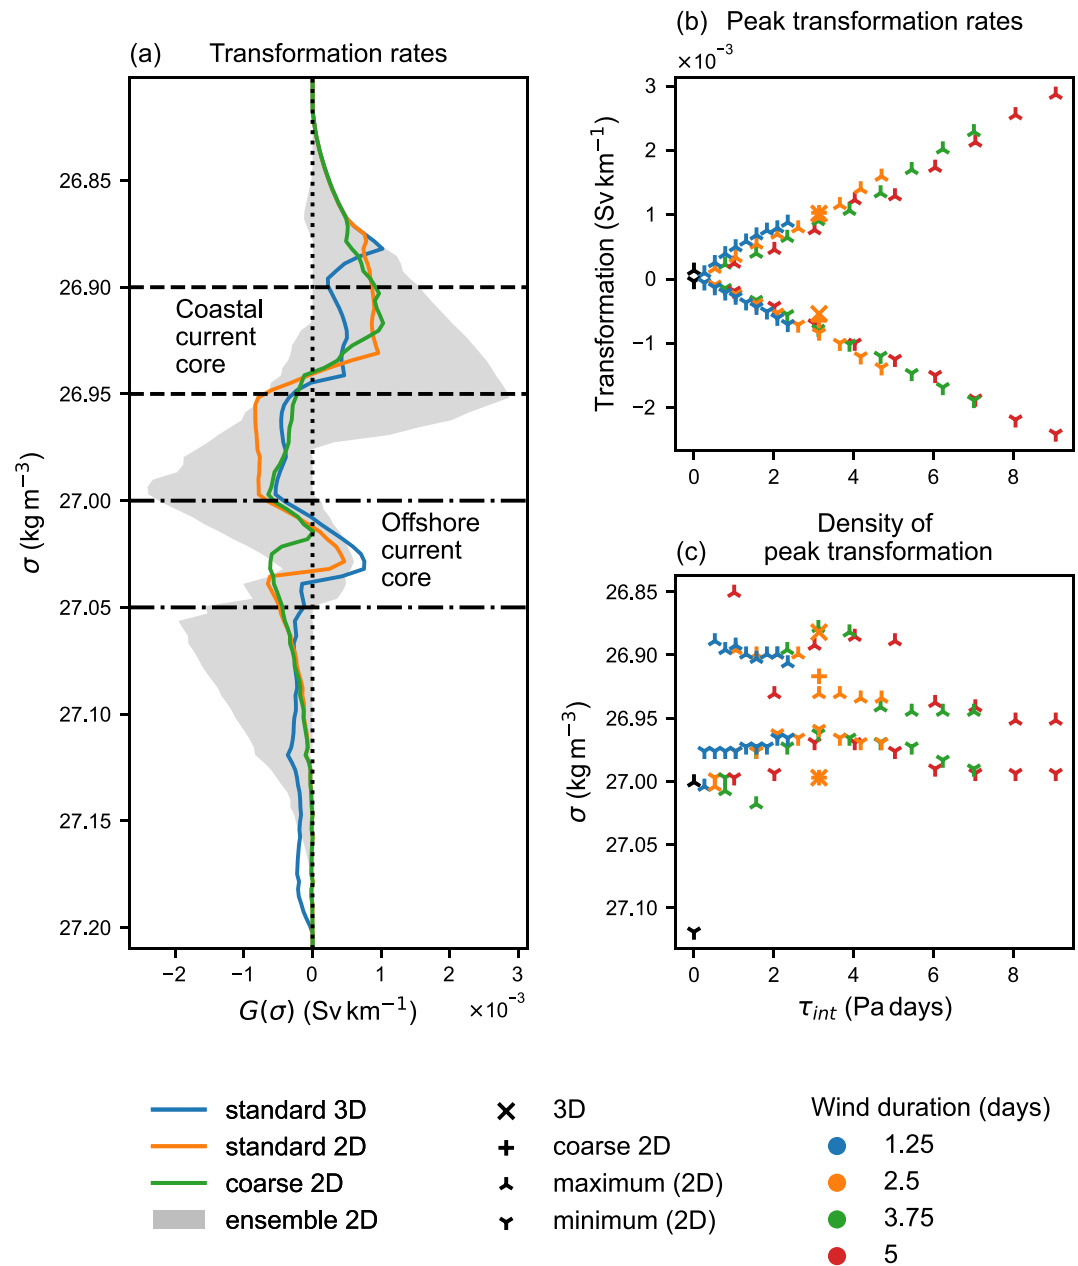 (a) Transformation rates
26.85
26.90
26.95
27.00
27.05
27.10
27.15
27.20
σ (kg m⁻³)
Coastal
current
core
Offshore
current
core
−2 −1 0 1 2 3
G(σ) (Sv km⁻¹) ×10⁻³
(b) Peak transformation rates
×10⁻³
3
2
1
0
−1
−2
Transformation (Sv km⁻¹)
0 2 4 6 8
Density of
(c) peak transformation
26.85
26.90
26.95
27.00
27.05
27.10
σ (kg m⁻³)
0 2 4 6 8
τint (Pa days)
standard 3D
standard 2D
coarse 2D
ensemble 2D
3D
coarse 2D
maximum (2D)
minimum (2D)
Wind duration (days)
1.25
2.5
3.75
5